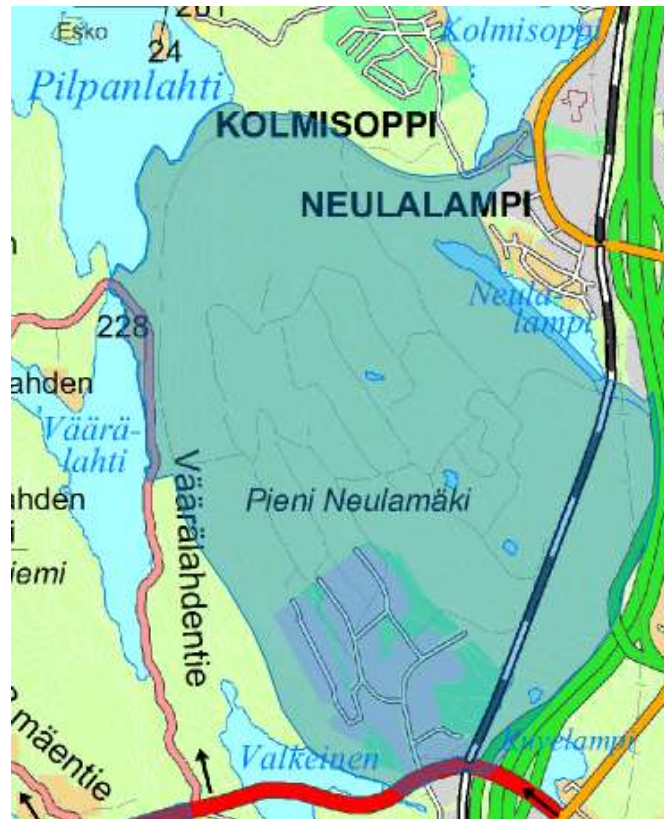 Esko
201
24
Kolmisoppi
Pilpanlahti
KOLMISOPPI
NEULALAMPI
Neula-
lampi
228
ahden
Väärä-
lahti
Väärälahdentie
Pieni Neulamäki
ahden
i
iemi
mäentie
Valkeinen
Kuvelampi